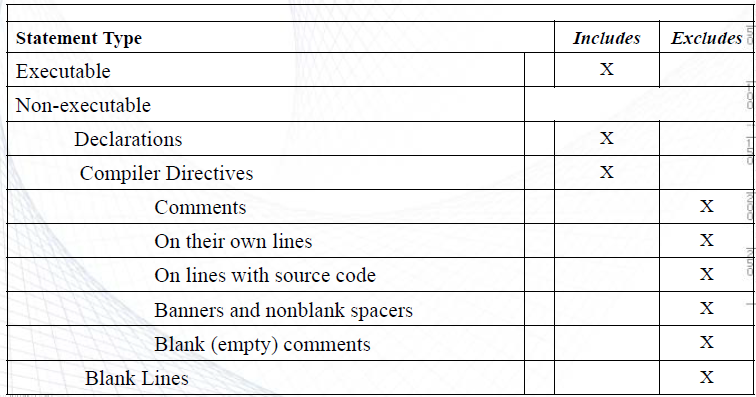 Statement Type Includes Excludes
Executable X
Non-executable
Declarations X
Compiler Directives X
Comments X
On their own lines X
On lines with source code X
Banners and nonblank spacers X
Blank (empty) comments X
Blank Lines X